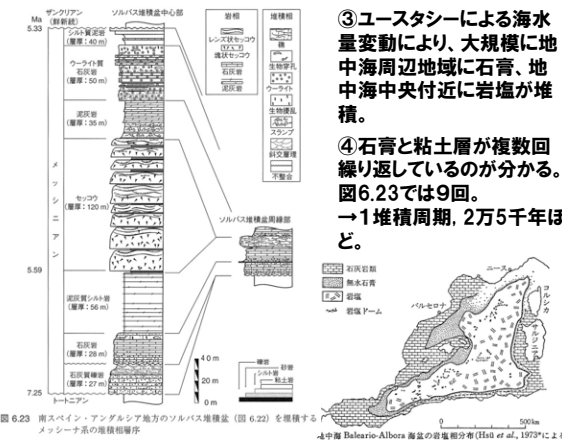 ザンクリアン
(鮮新統)
ソルバス堆積盆中心部
Ma
5.33
シルト質泥岩
(層厚:40 m)
ウーライト質
石灰岩
(層厚:50 m)
泥灰岩
(層厚:35 m)
メッシニアン
セッコウ
(層厚:120 m)
5.59
泥灰質シルト岩
(層厚:56 m)
石灰岩
(層厚:28 m)
石灰質礫岩
(層厚:27 m)
7.25
トートニアン
岩相
レンズ状セッコウ
塊状セッコウ
石灰岩
泥灰岩
堆積相
礁
生物穿孔
ウーライト
生物擾乱
スランプ
斜交層理
不整合
ソルバス堆積盆周縁部
40 m
20 m
0 m
礫岩
砂岩
シルト岩
粘土岩
図 6.23 南スペイン・アンダルシア地方のソルバス堆積盆(図 6.22)を埋積する
メッシーナ系の堆積相層序
③ユースタシーによる海水
量変動により、大規模に地
中海周辺地域に石膏、地
中海中央付近に岩塩が堆
積。
④石膏と粘土層が複数回
繰り返しているのが分かる。
図6.23では9回。
→1堆積周期，2万5千年ほ
ど。
石灰岩類
無水石膏
岩塩
岩塩ドーム
ニース
バルセロナ
コルシカ
サルジニア
0 500km
中海 Baleario-Albora 海盆の岩塩相分布(Hsü et al., 1973*による